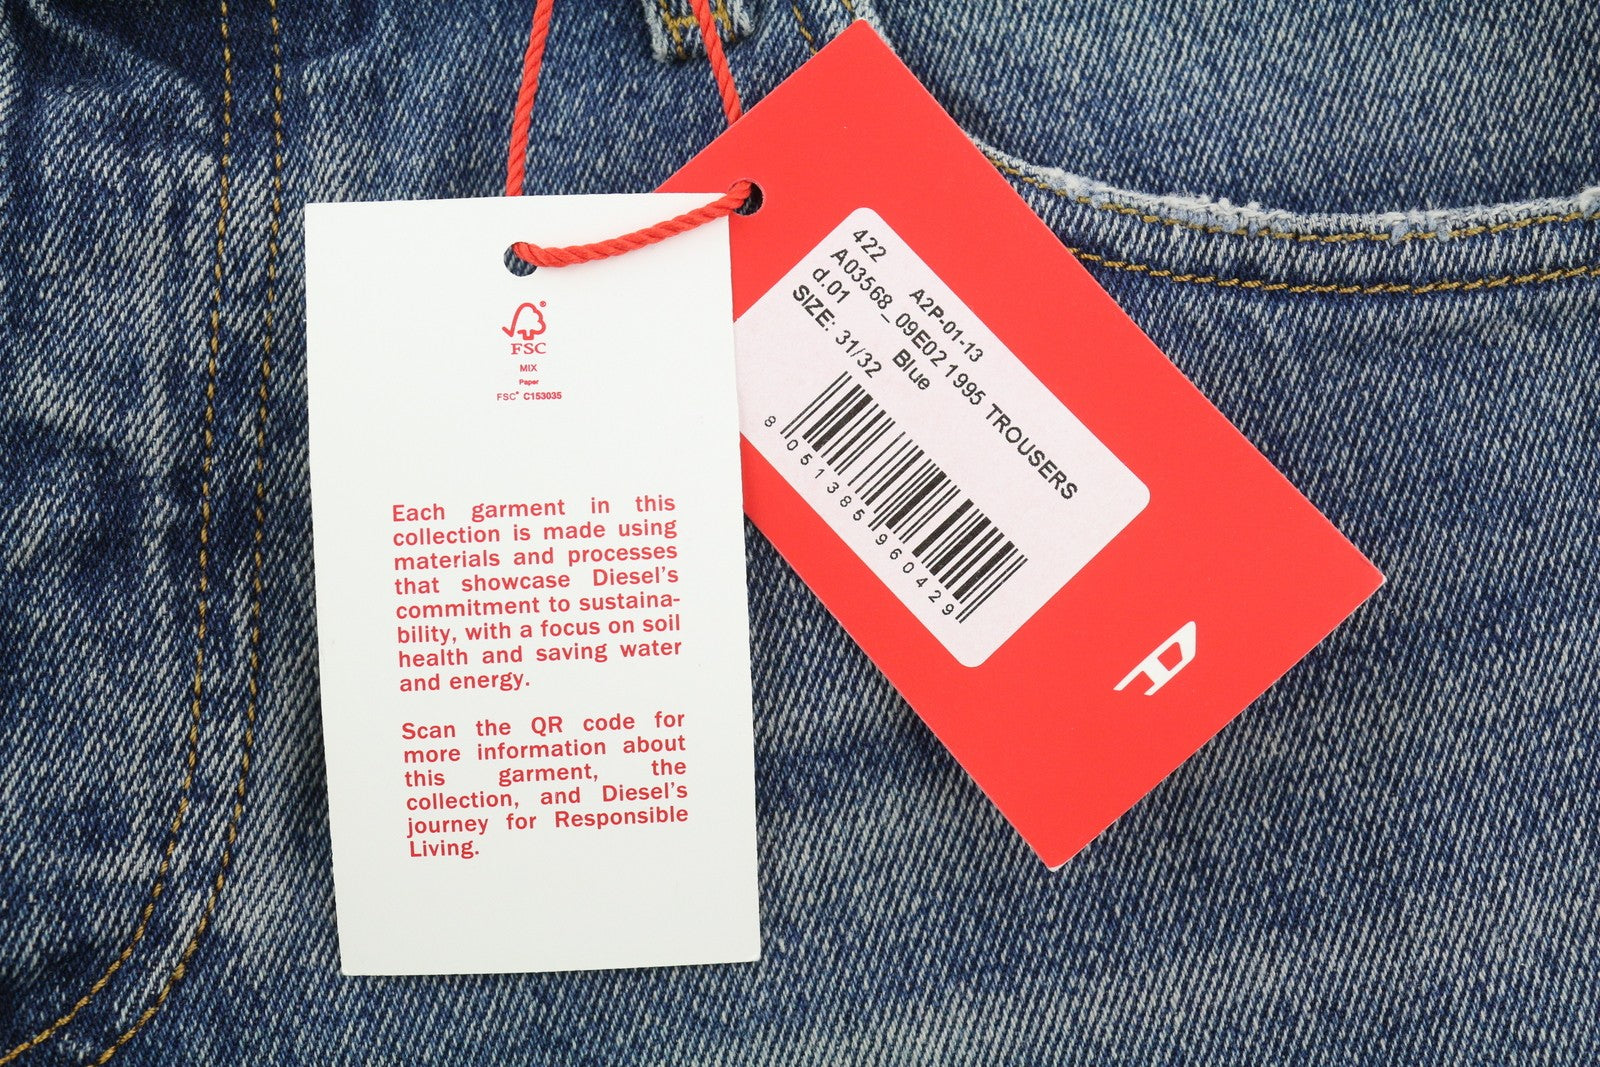 FSC®
MIX
Paper
FSC® C153035
Each garment in this
collection is made using
materials and processes
that showcase Diesel's
commitment to sustaina-
bility, with a focus on soil
health and saving water
and energy.
Scan the QR code for
more information about
this garment, the
collection, and Diesel's
journey for Responsible
Living.
422 A2P-01-13
A03568_09E02 1995 TROUSERS
d.01 Blue
SIZE: 31/32
8 051385 960429
D